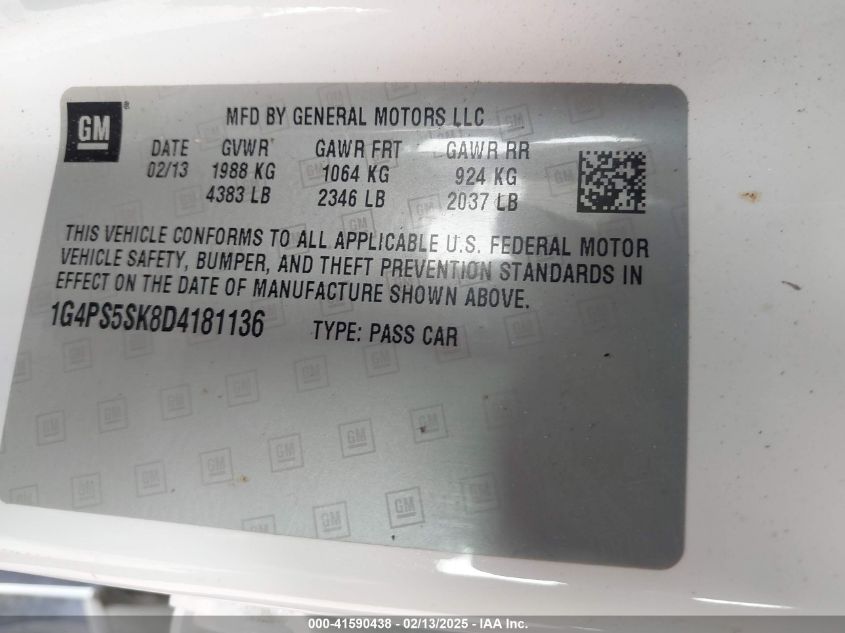 GM ®
MFD BY GENERAL MOTORS LLC
DATE GVWR GAWR FRT GAWR RR
02/13 1988 KG 1064 KG 924 KG
4383 LB 2346 LB 2037 LB
THIS VEHICLE CONFORMS TO ALL APPLICABLE U.S. FEDERAL MOTOR
VEHICLE SAFETY, BUMPER, AND THEFT PREVENTION STANDARDS IN
EFFECT ON THE DATE OF MANUFACTURE SHOWN ABOVE.
1G4PS5SK8D4181136 TYPE: PASS CAR
000-41590438 - 02/13/2025 - IAA Inc.